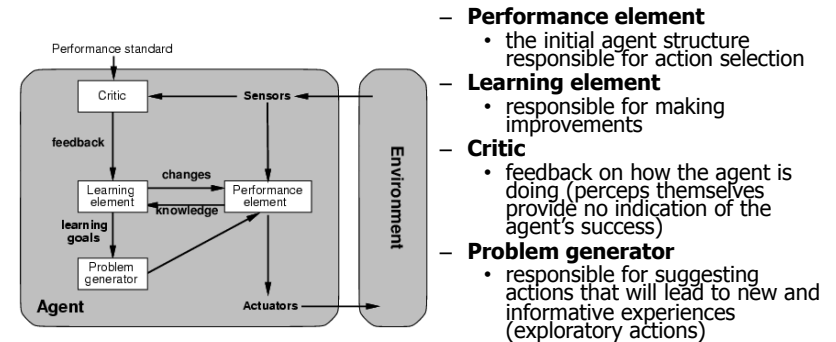 Performance standard
Critic
Sensors
feedback
changes
Learning
element
Performance
element
knowledge
learning
goals
Problem
generator
Agent
Actuators
Environment
– Performance element
• the initial agent structure
responsible for action selection
– Learning element
• responsible for making
improvements
– Critic
• feedback on how the agent is
doing (perceps themselves
provide no indication of the
agent's success)
– Problem generator
• responsible for suggesting
actions that will lead to new and
informative experiences
(exploratory actions)